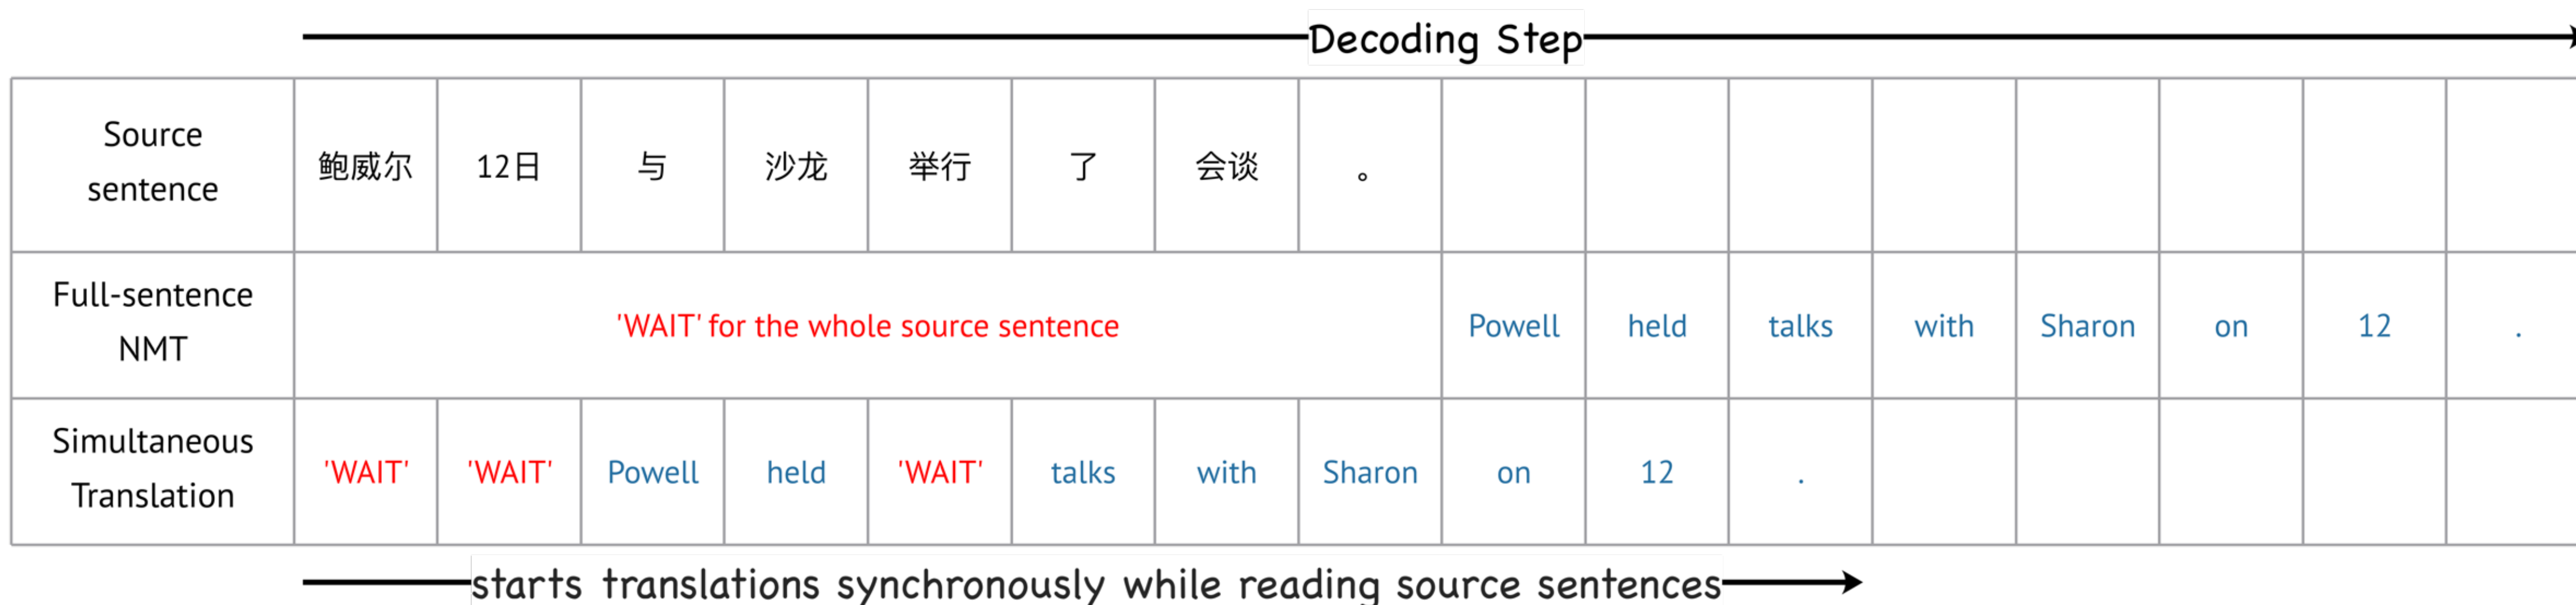 Decoding Step
Source sentence 鲍威尔 12日 与 沙龙 举行 了 会谈 。
Full-sentence NMT 'WAIT' for the whole source sentence Powell held talks with Sharon on 12 .
Simultaneous Translation 'WAIT' 'WAIT' Powell held 'WAIT' talks with Sharon on 12 .
starts translations synchronously while reading source sentences